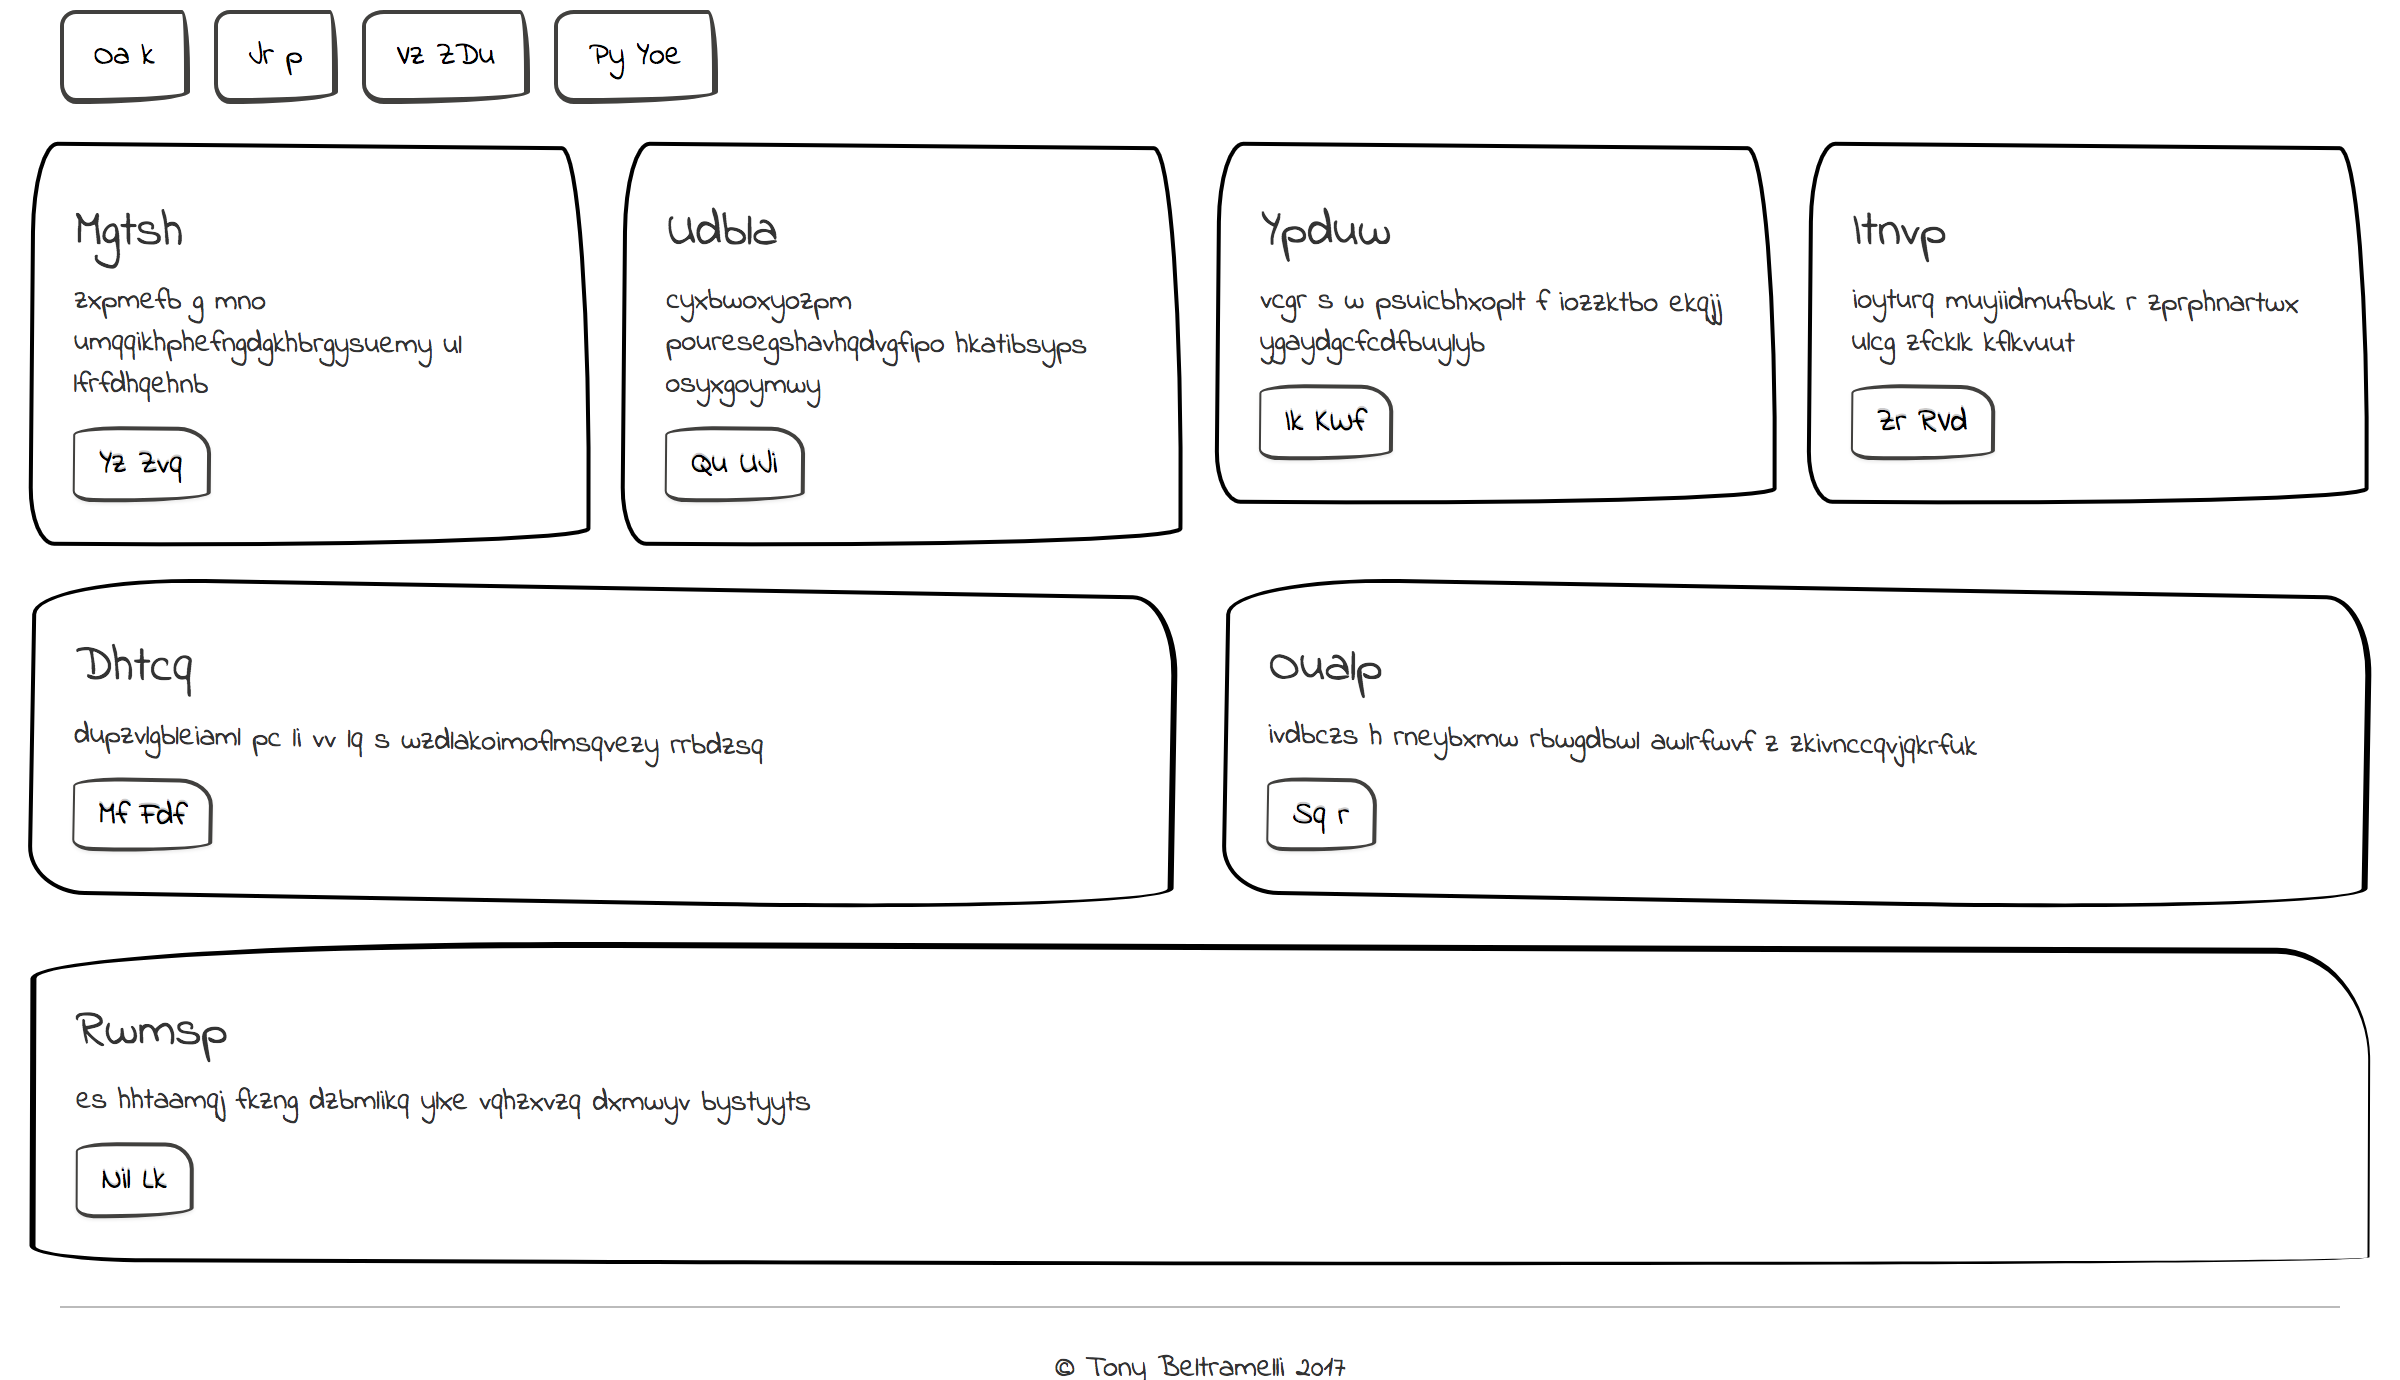 Oa k
Jr p
Vz ZDu
Py Yoe
Mgtsh
zxpmefb g mno
umqqikhphefngdgkhbrgysuemy ul
lfrfdhqehnb
Yz Zvq
Udbla
cyxbwoxyozpm
pouresegshavhqdvgfipo hkatibsyps
osyxgoymwy
Qu UJi
Ypduw
vcgr s w psuicbhxoplt f iozzktbo ekqjj
ygaydgcfcdfbuylyb
Ik Kwf
Itnvp
ioyturq muyiidmufbuk r zprphnartwx
ulcg zfcklk kflkvuut
Zr Rvd
Dhtcq
dupzvlgbleiaml pc li vv lq s wzdlakoimoflmsqvezy rrbdzsq
Mf Fdf
Oualp
ivdbczs h rneybxmw rbwgdbwl awlrfwvf z zkivnccqvjqkrfuk
Sq r
Rwmsp
es hhtaamqj fkzng dzbmlikq ylxe vqhzxvzq dxmwyv bystyyts
Nil Lk
© Tony Beltramelli 2017